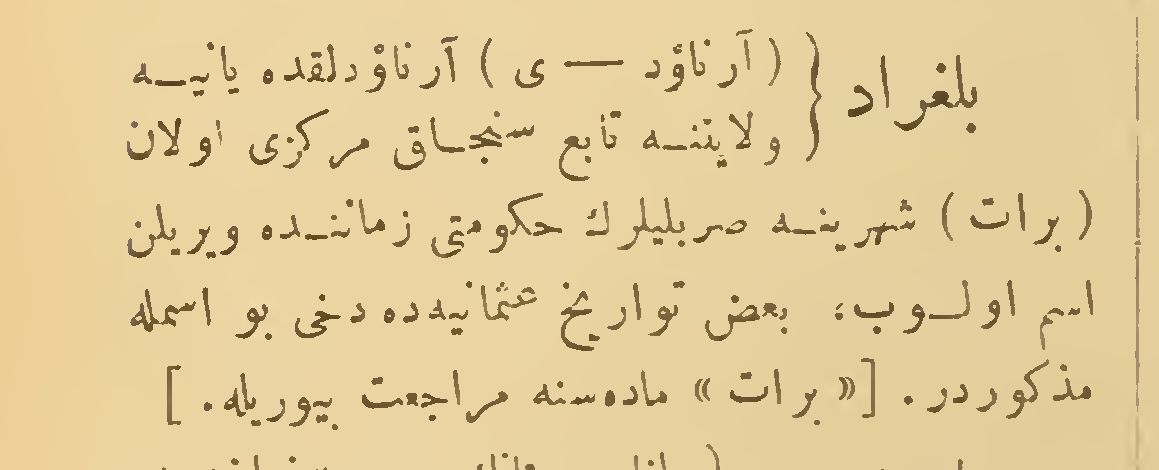 بلغراد { ( آرناؤد — ى ) آرناؤدلقده يانيه
ولايتنه تابع سنجاق مركزى اولان
( برات ) شهرينه صربليلرك حكومتى زماننده ويريلن
اسم اولوب، بعض تواريخ عثمانيه‌ده دخى بو اسمله
مذكوردر. [« برات » ماده‌سنه مراجعت بيوريله.]